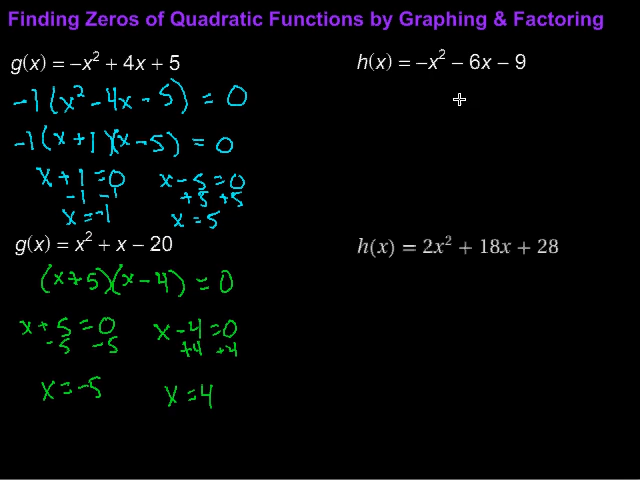 Finding Zeros of Quadratic Functions by Graphing & Factoring
g(x) = −x² + 4x + 5
-1(x² - 4x - 5) = 0
-1(x + 1)(x - 5) = 0
x + 1 = 0   x - 5 = 0
-1 -1   +5 +5
x = -1   x = 5
g(x) = x² + x − 20
(x + 5)(x - 4) = 0
x + 5 = 0   x - 4 = 0
-5 -5   +4 +4
x = -5   x = 4
h(x) = −x² − 6x − 9
h(x) = 2x² + 18x + 28